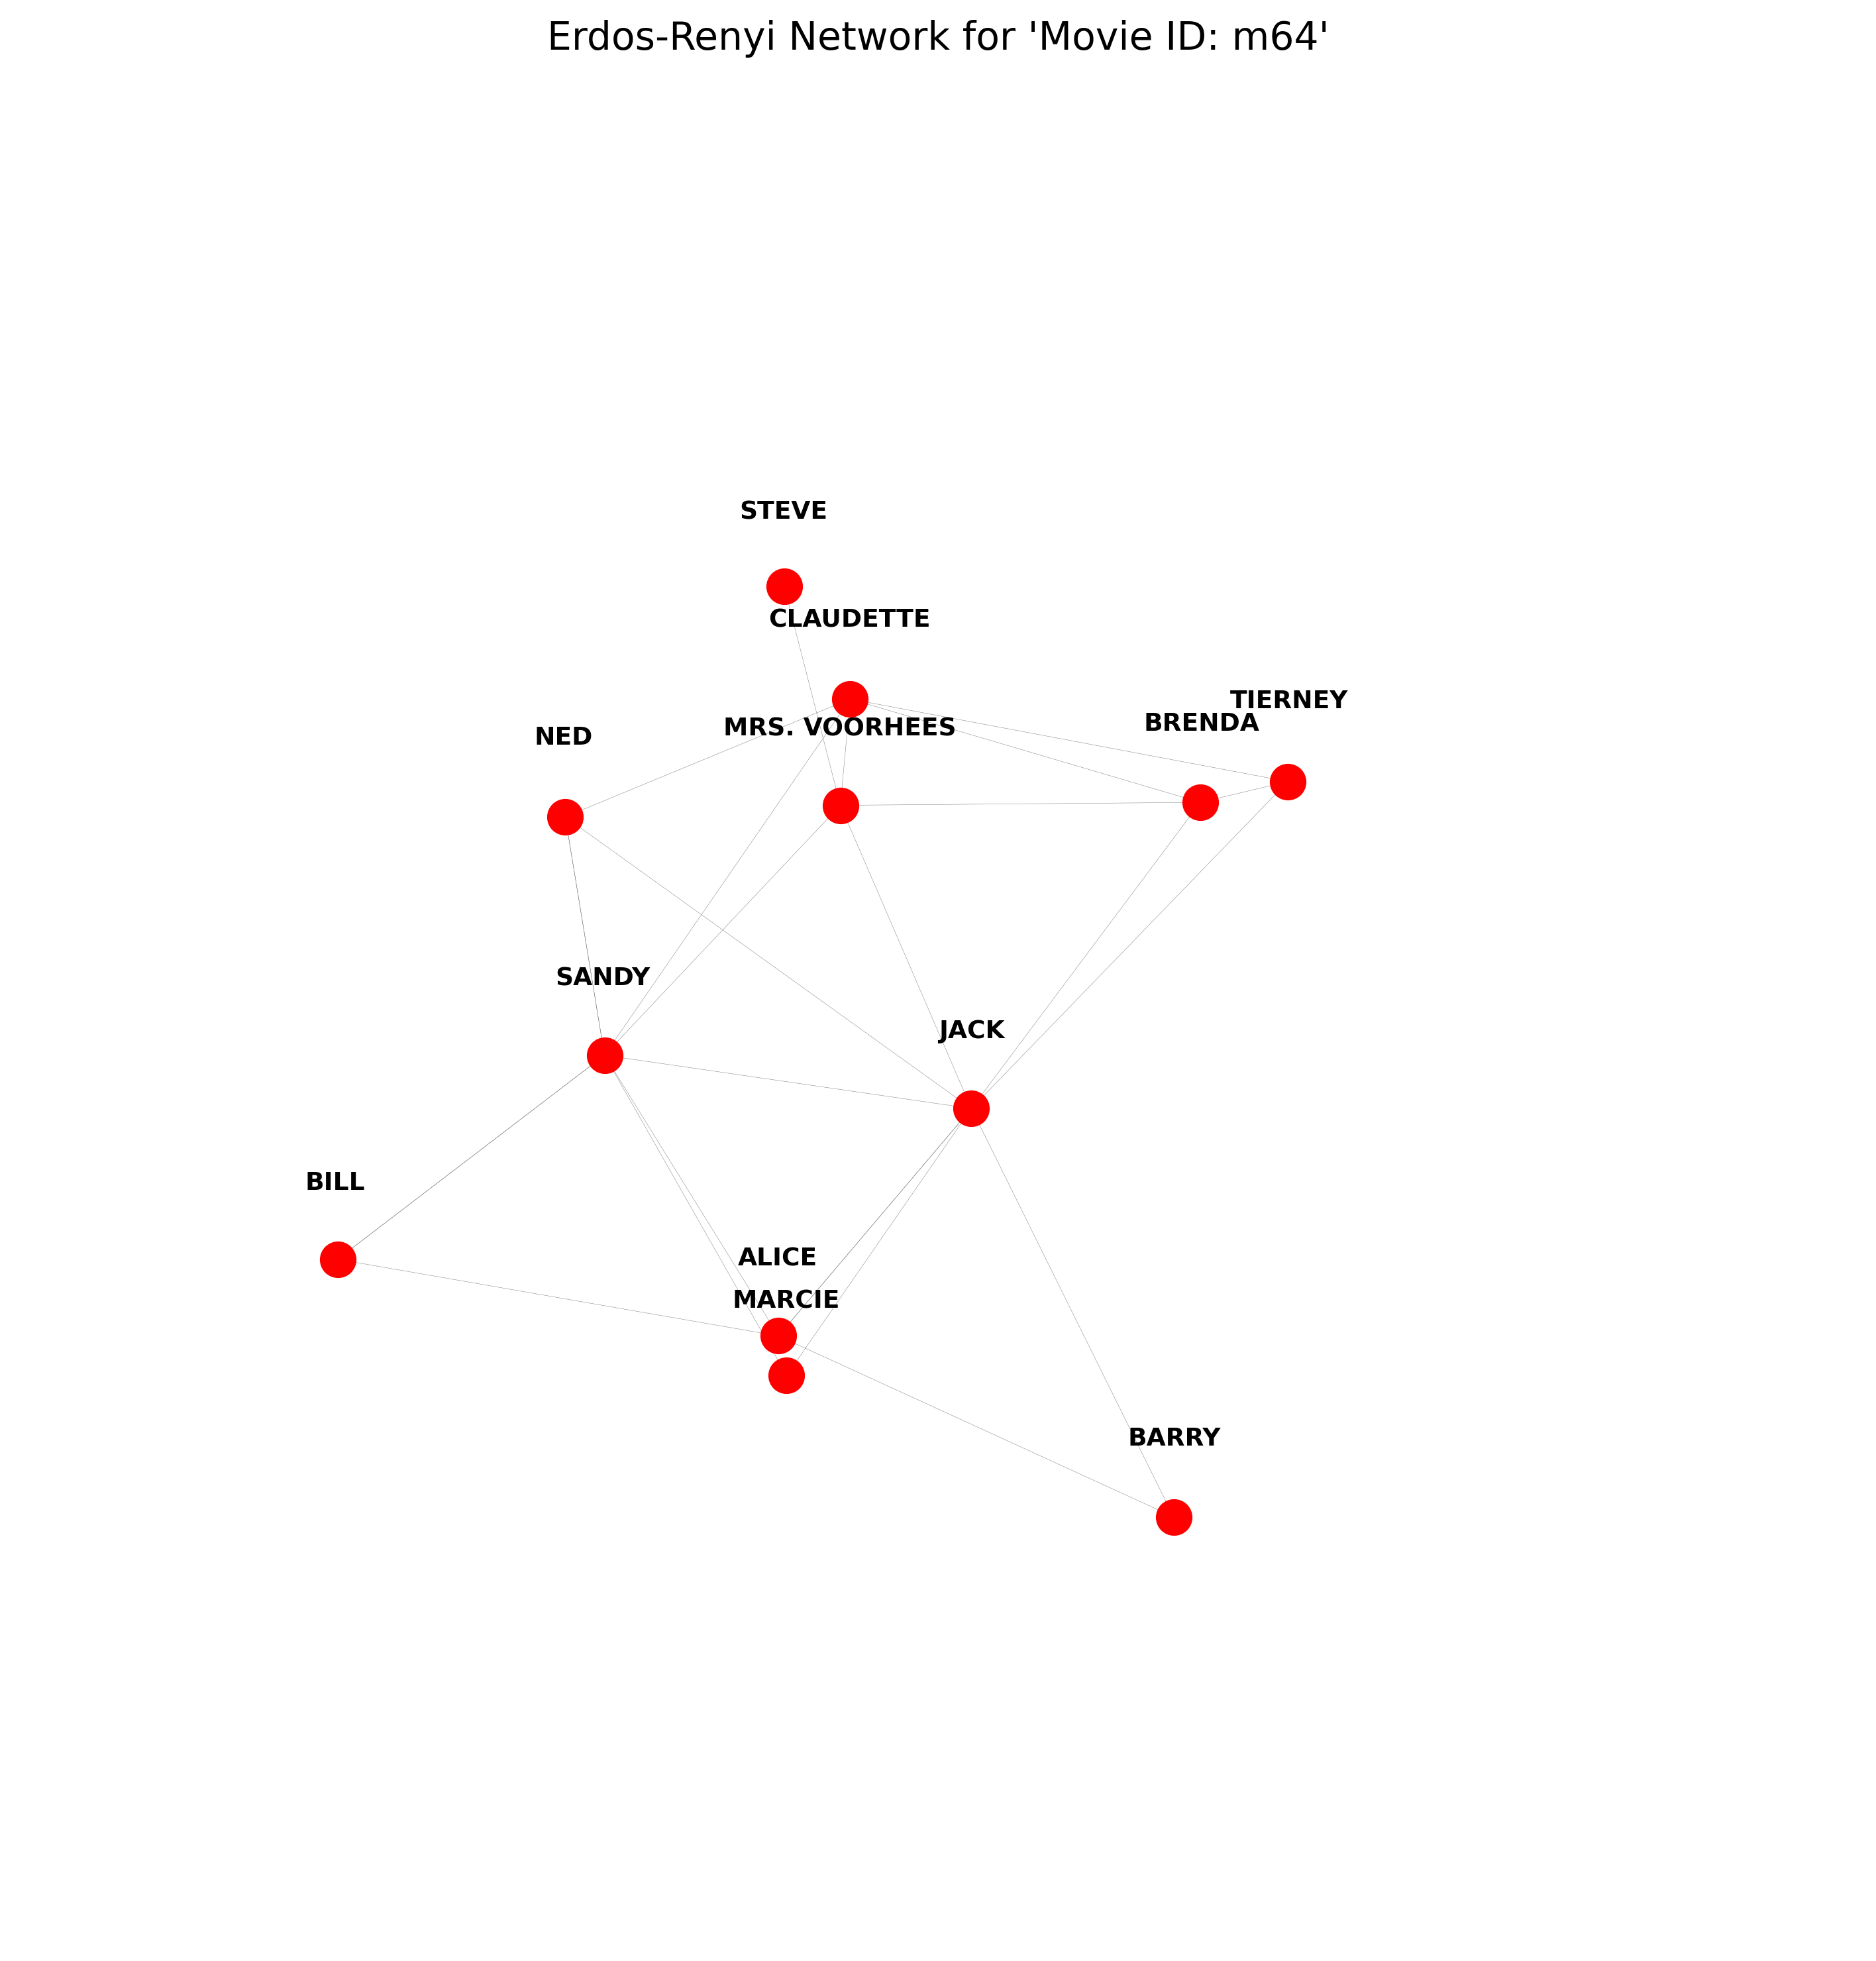 Erdos-Renyi Network for 'Movie ID: m64'
STEVE
CLAUDETTE
TIERNEY
BRENDA
MRS. VOORHEES
NED
SANDY
JACK
BILL
ALICE
MARCIE
BARRY